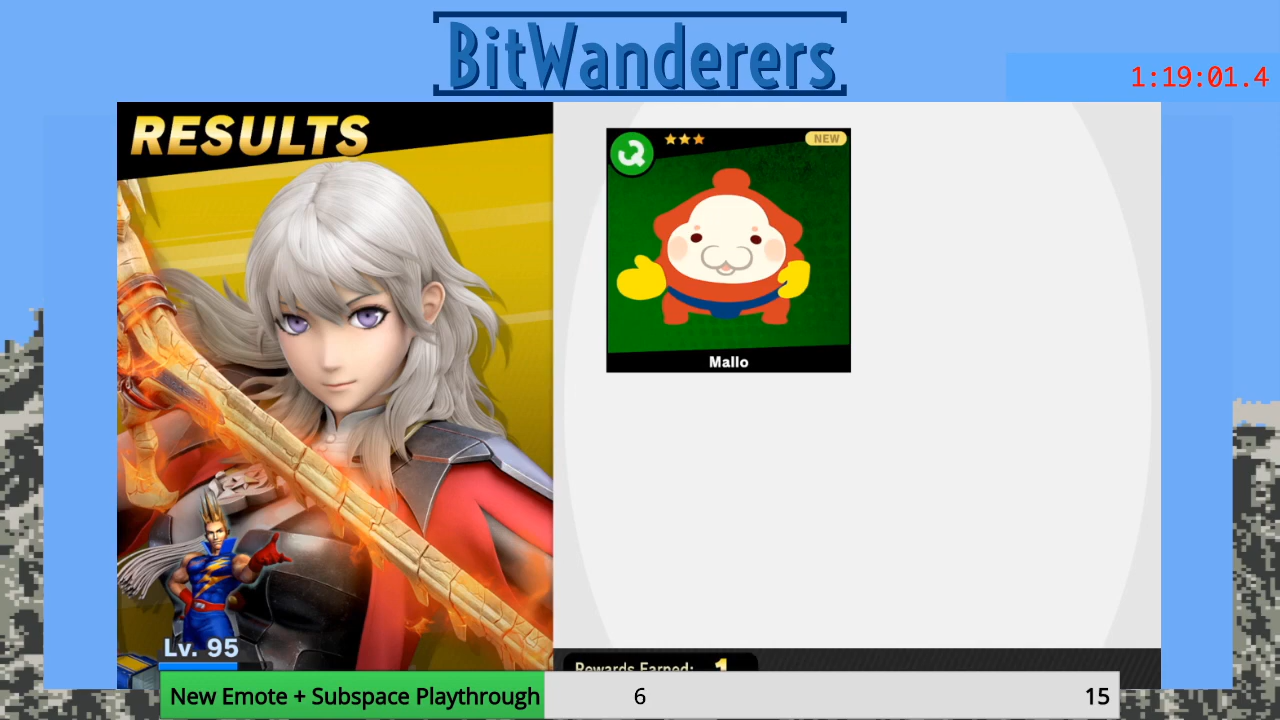 BitWanderers
1:19:01.4
RESULTS
NEW
Mallo
Lv. 95
Rewards Earned: 1
New Emote + Subspace Playthrough 6 15